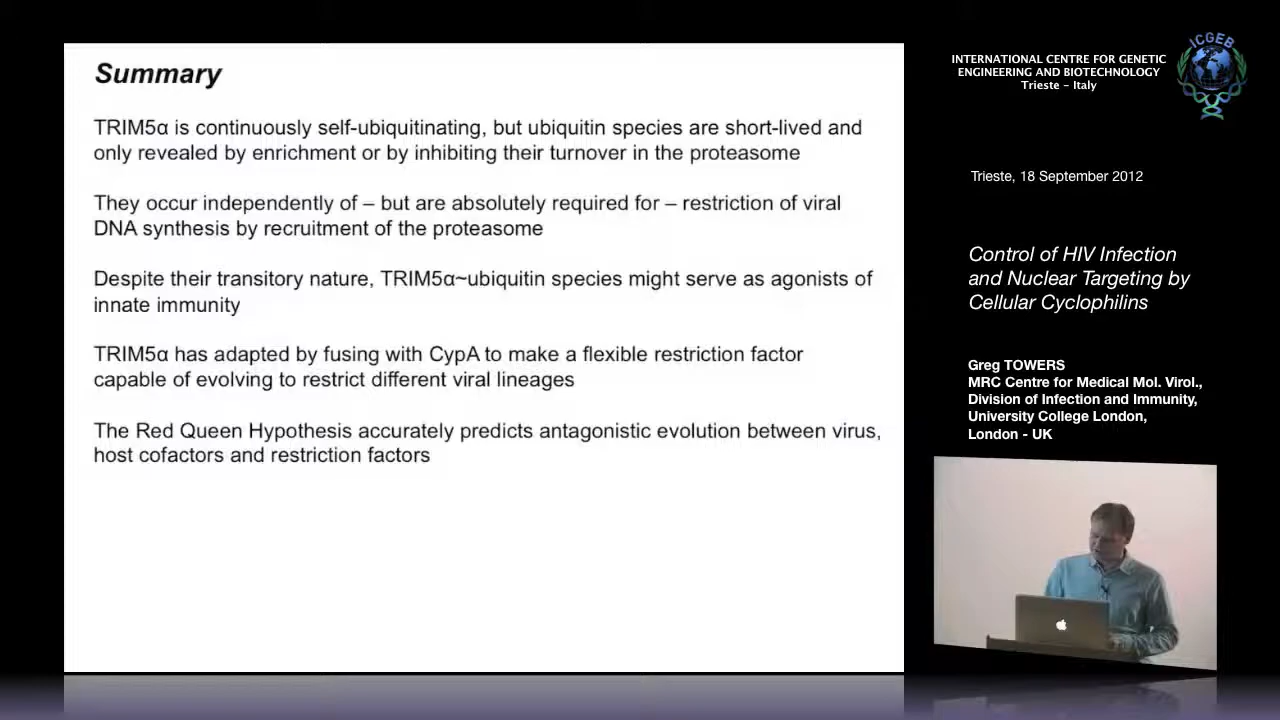 Summary
TRIM5α is continuously self-ubiquitinating, but ubiquitin species are short-lived and
only revealed by enrichment or by inhibiting their turnover in the proteasome
They occur independently of – but are absolutely required for – restriction of viral
DNA synthesis by recruitment of the proteasome
Despite their transitory nature, TRIM5α~ubiquitin species might serve as agonists of
innate immunity
TRIM5α has adapted by fusing with CypA to make a flexible restriction factor
capable of evolving to restrict different viral lineages
The Red Queen Hypothesis accurately predicts antagonistic evolution between virus,
host cofactors and restriction factors
INTERNATIONAL CENTRE FOR GENETIC
ENGINEERING AND BIOTECHNOLOGY
Trieste – Italy
ICGEB
Trieste, 18 September 2012
Control of HIV Infection
and Nuclear Targeting by
Cellular Cyclophilins
Greg TOWERS
MRC Centre for Medical Mol. Virol.,
Division of Infection and Immunity,
University College London,
London - UK